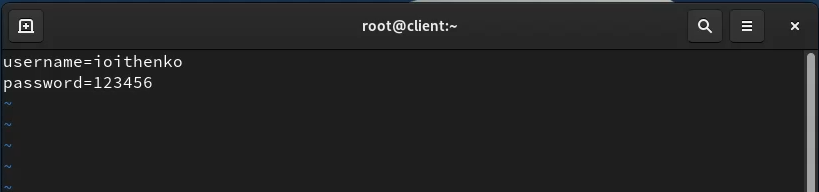 root@client:~
username=ioithenko
password=123456
~
~
~
~
~